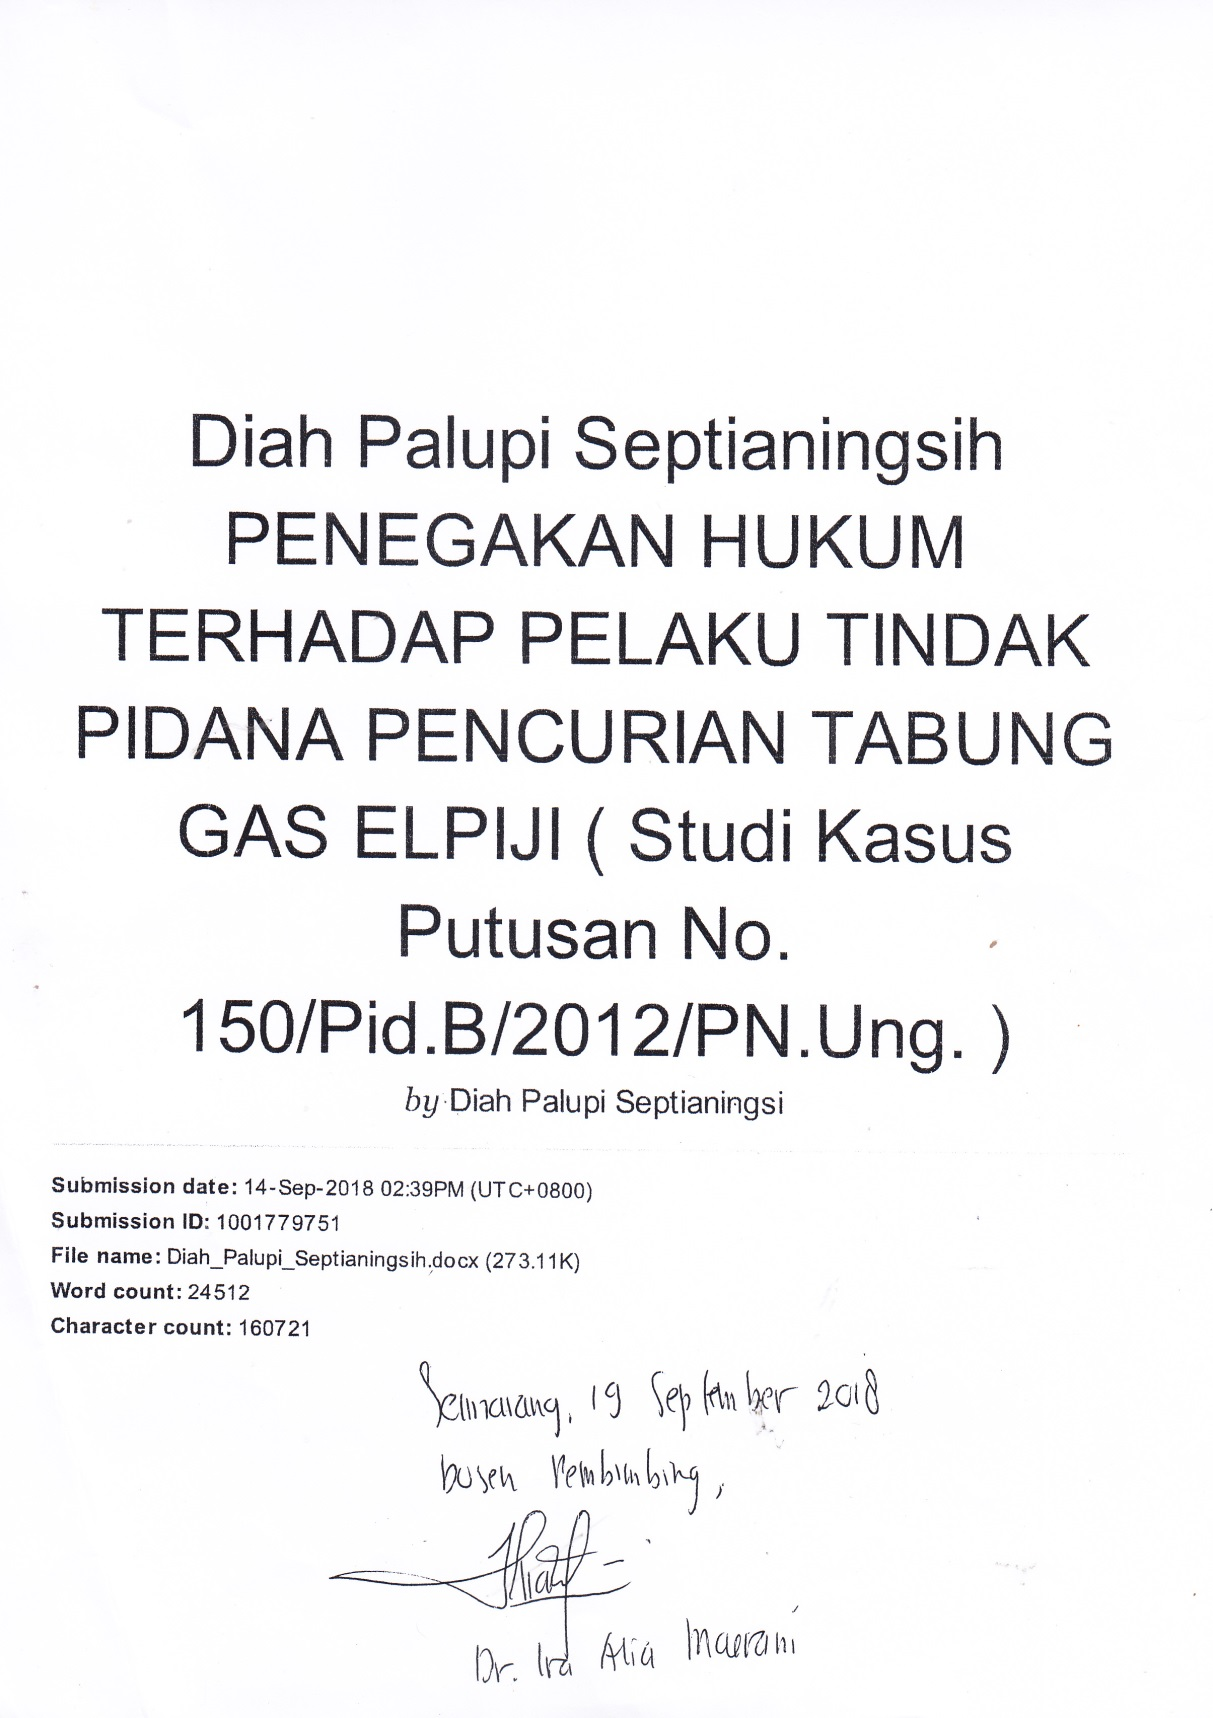 Diah Palupi Septianingsih
PENEGAKAN HUKUM
TERHADAP PELAKU TINDAK
PIDANA PENCURIAN TABUNG
GAS ELPIJI ( Studi Kasus
Putusan No.
150/Pid.B/2012/PN.Ung. )
by Diah Palupi Septianingsi
Submission date: 14-Sep-2018 02:39PM (UTC+0800)
Submission ID: 1001779751
File name: Diah_Palupi_Septianingsih.docx (273.11K)
Word count: 24512
Character count: 160721
Semarang, 19 September 2018
Dosen Pembimbing,
Dr. Ira Alia Maerani